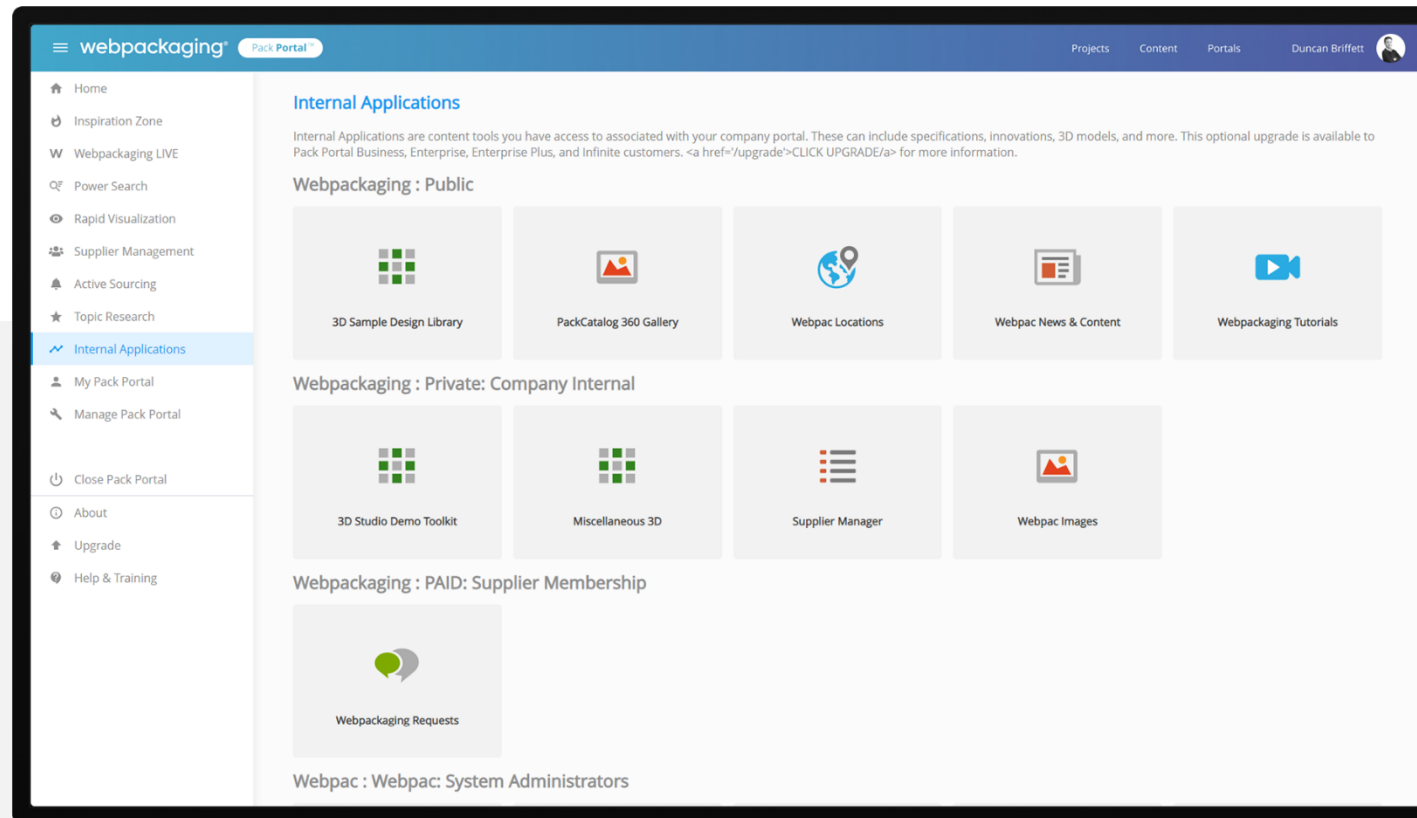 webpackaging® Pack Portal™
Projects Content Portals Duncan Briffett
Home
Inspiration Zone
W Webpackaging LIVE
Power Search
Rapid Visualization
Supplier Management
Active Sourcing
Topic Research
Internal Applications
My Pack Portal
Manage Pack Portal
Close Pack Portal
About
Upgrade
Help & Training
Internal Applications
Internal Applications are content tools you have access to associated with your company portal. These can include specifications, innovations, 3D models, and more. This optional upgrade is available to
Pack Portal Business, Enterprise, Enterprise Plus, and Infinite customers. <a href='/upgrade'>CLICK UPGRADE/a> for more information.
Webpackaging : Public
3D Sample Design Library
PackCatalog 360 Gallery
Webpac Locations
Webpac News & Content
Webpackaging Tutorials
Webpackaging : Private: Company Internal
3D Studio Demo Toolkit
Miscellaneous 3D
Supplier Manager
Webpac Images
Webpackaging : PAID: Supplier Membership
Webpackaging Requests
Webpac : Webpac: System Administrators